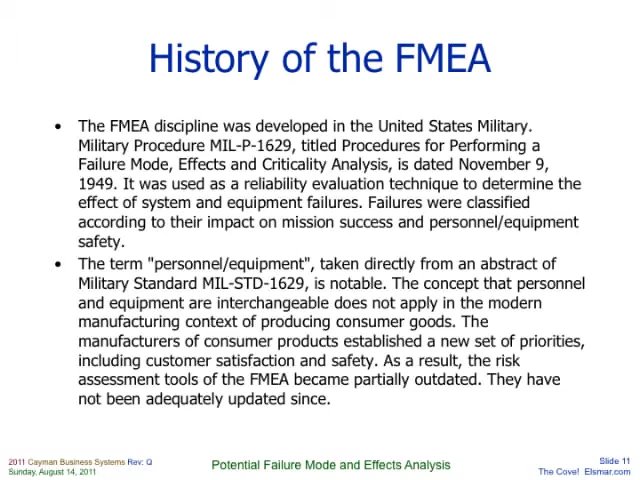 History of the FMEA
• The FMEA discipline was developed in the United States Military.
Military Procedure MIL-P-1629, titled Procedures for Performing a
Failure Mode, Effects and Criticality Analysis, is dated November 9,
1949. It was used as a reliability evaluation technique to determine the
effect of system and equipment failures. Failures were classified
according to their impact on mission success and personnel/equipment
safety.
• The term "personnel/equipment", taken directly from an abstract of
Military Standard MIL-STD-1629, is notable. The concept that personnel
and equipment are interchangeable does not apply in the modern
manufacturing context of producing consumer goods. The
manufacturers of consumer products established a new set of priorities,
including customer satisfaction and safety. As a result, the risk
assessment tools of the FMEA became partially outdated. They have
not been adequately updated since.
2011 Cayman Business Systems Rev: Q
Sunday, August 14, 2011
Potential Failure Mode and Effects Analysis
Slide 11
The Cove! Elsmar.com